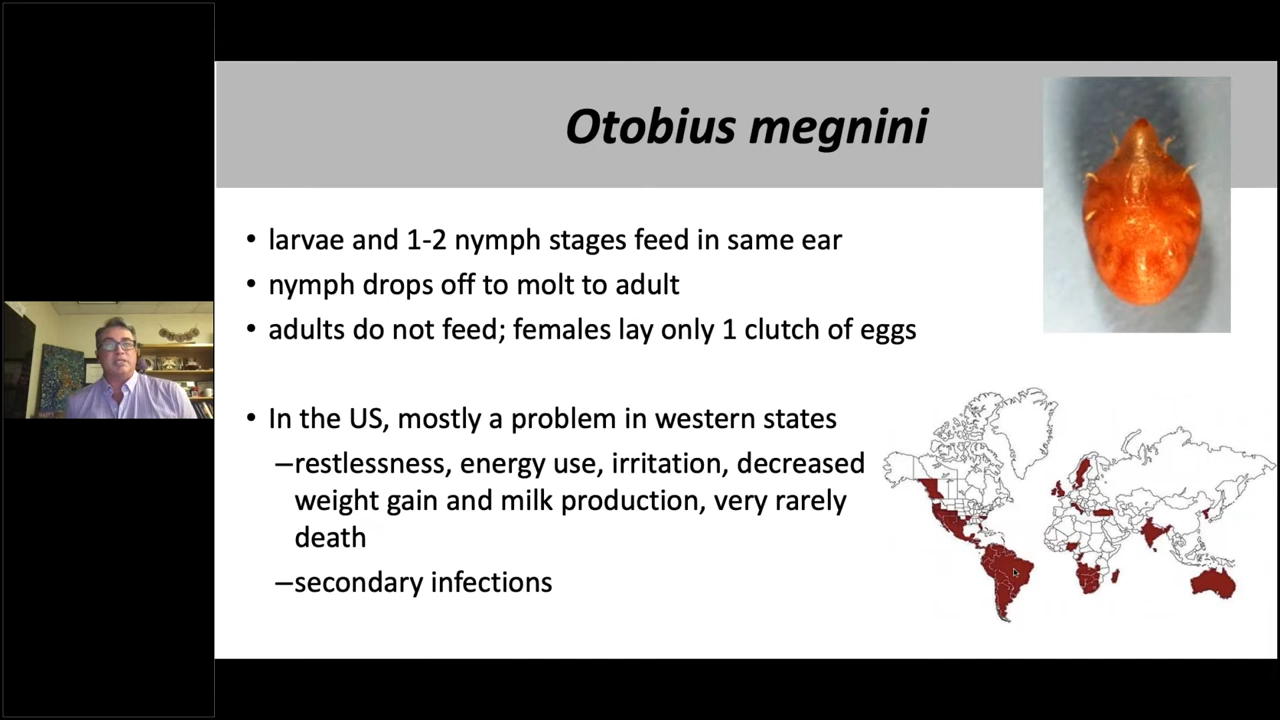 Otobius megnini
• larvae and 1-2 nymph stages feed in same ear
• nymph drops off to molt to adult
• adults do not feed; females lay only 1 clutch of eggs
• In the US, mostly a problem in western states
–restlessness, energy use, irritation, decreased
weight gain and milk production, very rarely
death
–secondary infections